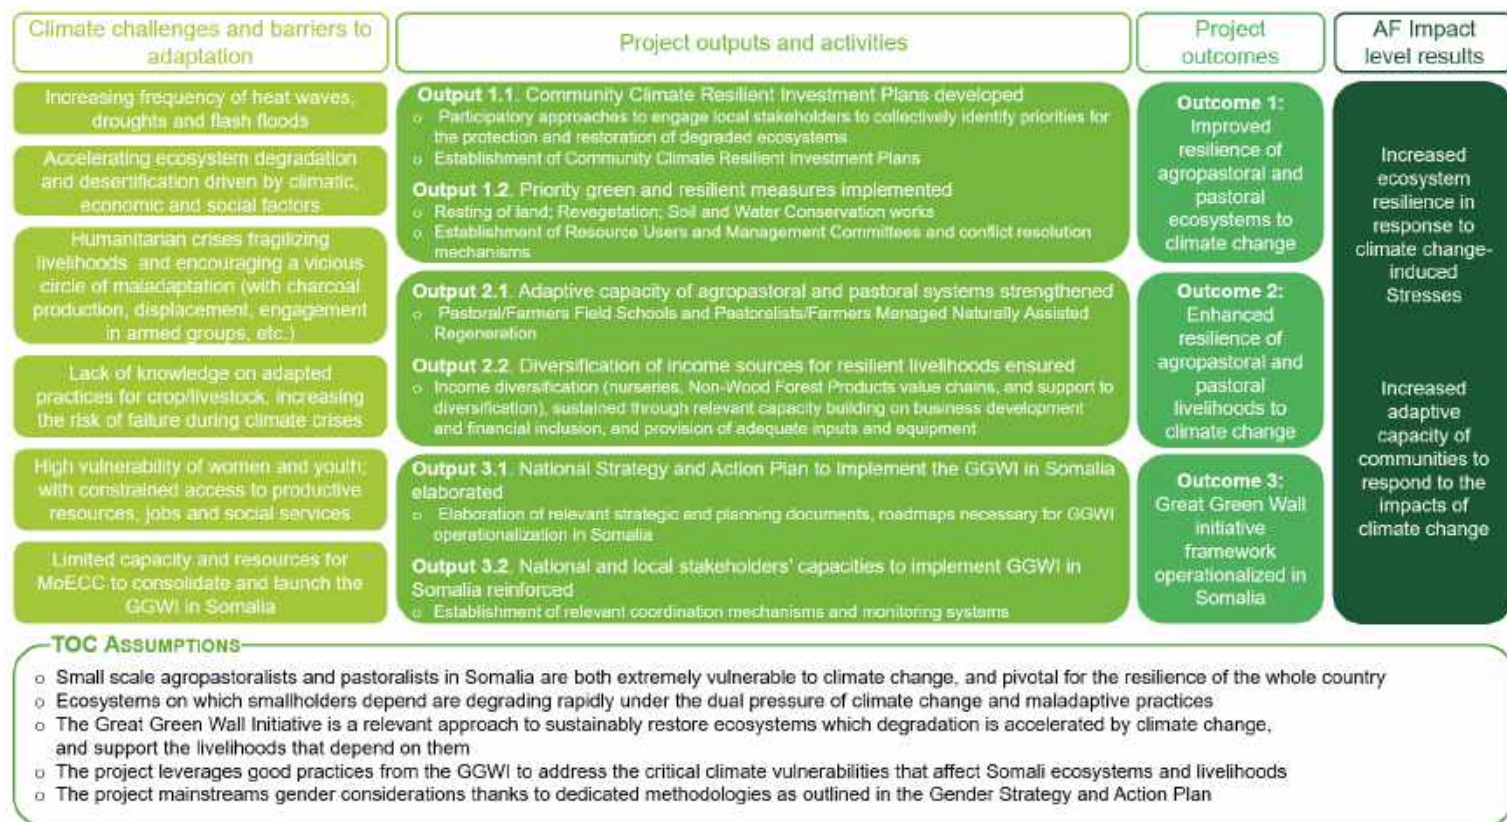 Climate challenges and barriers to
adaptation
Project outputs and activities
Project
outcomes
AF Impact
level results
Increasing frequency of heat waves,
droughts and flash floods
Accelerating ecosystem degradation
and desertification driven by climatic,
economic and social factors
Humanitarian crises fragilizing
livelihoods and encouraging a vicious
circle of maladaptation (with charcoal
production, displacement, engagement
in armed groups, etc.)
Lack of knowledge on adapted
practices for crop/livestock, increasing
the risk of failure during climate crises
High vulnerability of women and youth;
with constrained access to productive
resources, jobs and social services
Limited capacity and resources for
MoECC to consolidate and launch the
GGWI in Somalia
Output 1.1. Community Climate Resilient Investment Plans developed
o Participatory approaches to engage local stakeholders to collectively identify priorities for
the protection and restoration of degraded ecosystems
o Establishment of Community Climate Resilient Investment Plans
Output 1.2. Priority green and resilient measures implemented
o Resting of land; Revegetation; Soil and Water Conservation works
o Establishment of Resource Users and Management Committees and conflict resolution
mechanisms
Output 2.1. Adaptive capacity of agropastoral and pastoral systems strengthened
o Pastoral/Farmers Field Schools and Pastoralists/Farmers Managed Naturally Assisted
Regeneration
Output 2.2. Diversification of income sources for resilient livelihoods ensured
o Income diversification (nurseries, Non-Wood Forest Products value chains, and support to
diversification), sustained through relevant capacity building on business development
and financial inclusion, and provision of adequate inputs and equipment
Output 3.1. National Strategy and Action Plan to Implement the GGWI in Somalia
elaborated
o Elaboration of relevant strategic and planning documents, roadmaps necessary for GGWI
operationalization in Somalia
Output 3.2. National and local stakeholders' capacities to implement GGWI in
Somalia reinforced
o Establishment of relevant coordination mechanisms and monitoring systems
Outcome 1:
Improved
resilience of
agropastoral and
pastoral
ecosystems to
climate change
Outcome 2:
Enhanced
resilience of
agropastoral and
pastoral
livelihoods to
climate change
Outcome 3:
Great Green Wall
initiative
framework
operationalized in
Somalia
Increased
ecosystem
resilience in
response to
climate change-
induced
Stresses
Increased
adaptive
capacity of
communities to
respond to the
impacts of
climate change
TOC ASSUMPTIONS
o Small scale agropastoralists and pastoralists in Somalia are both extremely vulnerable to climate change, and pivotal for the resilience of the whole country
o Ecosystems on which smallholders depend are degrading rapidly under the dual pressure of climate change and maladaptive practices
o The Great Green Wall Initiative is a relevant approach to sustainably restore ecosystems which degradation is accelerated by climate change,
and support the livelihoods that depend on them
o The project leverages good practices from the GGWI to address the critical climate vulnerabilities that affect Somali ecosystems and livelihoods
o The project mainstreams gender considerations thanks to dedicated methodologies as outlined in the Gender Strategy and Action Plan